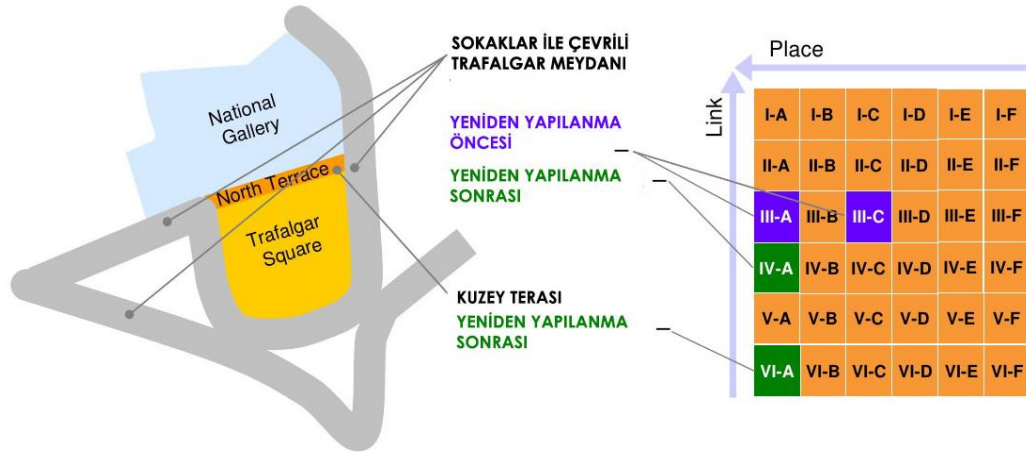 National
Gallery
North Terrace
Trafalgar
Square
SOKAKLAR İLE ÇEVRİLİ
TRAFALGAR MEYDANI
YENİDEN YAPILANMA
ÖNCESİ
YENİDEN YAPILANMA
SONRASI
KUZEY TERASI
YENİDEN YAPILANMA
SONRASI
Place
Link
I-A I-B I-C I-D I-E I-F
II-A II-B II-C II-D II-E II-F
III-A III-B III-C III-D III-E III-F
IV-A IV-B IV-C IV-D IV-E IV-F
V-A V-B V-C V-D V-E V-F
VI-A VI-B VI-C VI-D VI-E VI-F